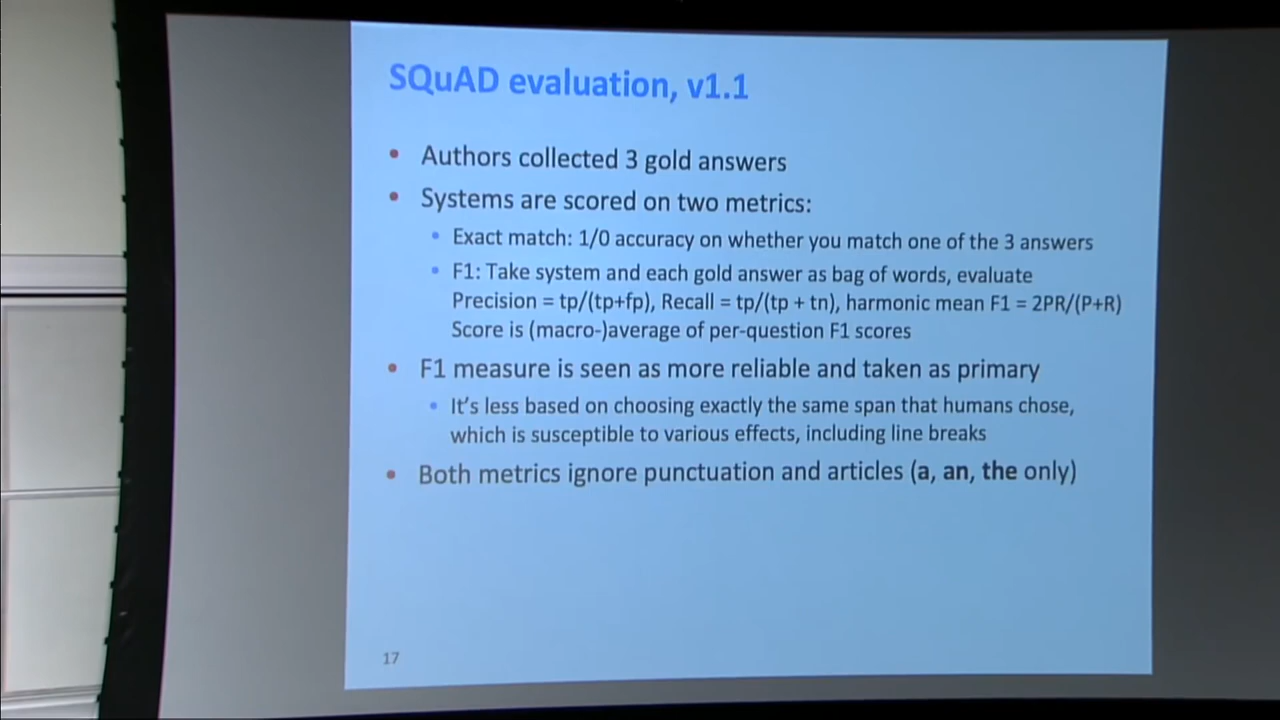 SQuAD evaluation, v1.1
• Authors collected 3 gold answers
• Systems are scored on two metrics:
• Exact match: 1/0 accuracy on whether you match one of the 3 answers
• F1: Take system and each gold answer as bag of words, evaluate
Precision = tp/(tp+fp), Recall = tp/(tp + tn), harmonic mean F1 = 2PR/(P+R)
Score is (macro-)average of per-question F1 scores
• F1 measure is seen as more reliable and taken as primary
• It's less based on choosing exactly the same span that humans chose,
which is susceptible to various effects, including line breaks
• Both metrics ignore punctuation and articles (a, an, the only)
17